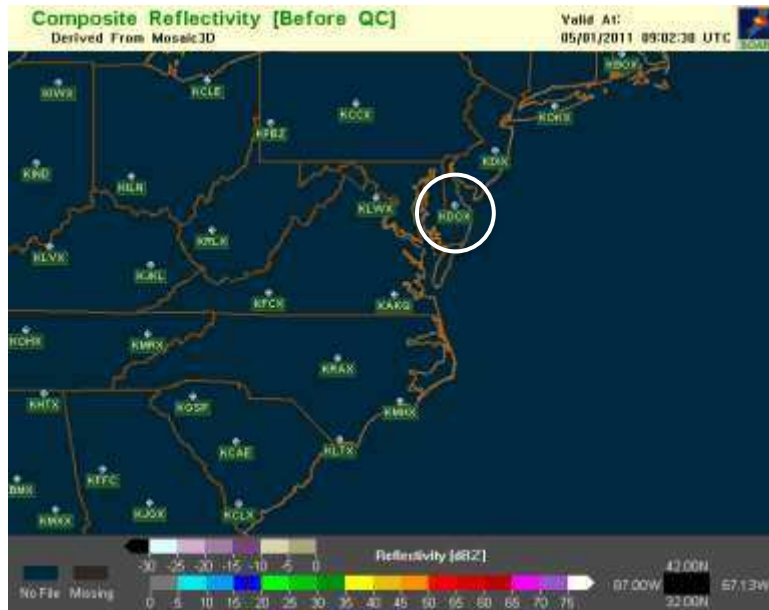 Composite Reflectivity [Before QC]
Derived From Mosaic3D
Valid At:
05/01/2011 09:02:30 UTC
KBOX
KIWX
KCLE
KCCX
KOKX
KPBZ
KDIX
KIND
KILN
KLWX
KDOX
KRLX
KLVX
KJKL
KFCX
KAKQ
KOHX
KMRX
KRAX
KHTX
KGSP
KMHX
KCAE
KLTX
KFFC
BMX
KMXX
KJGX
KCLX
Reflectivity [dBZ]
-30 -25 -20 -15 -10 -5 0
No File Missing
0 5 10 15 20 25 30 35 40 45 50 55 60 65 70 75
42.00N
87.00W 67.13W
32.00N